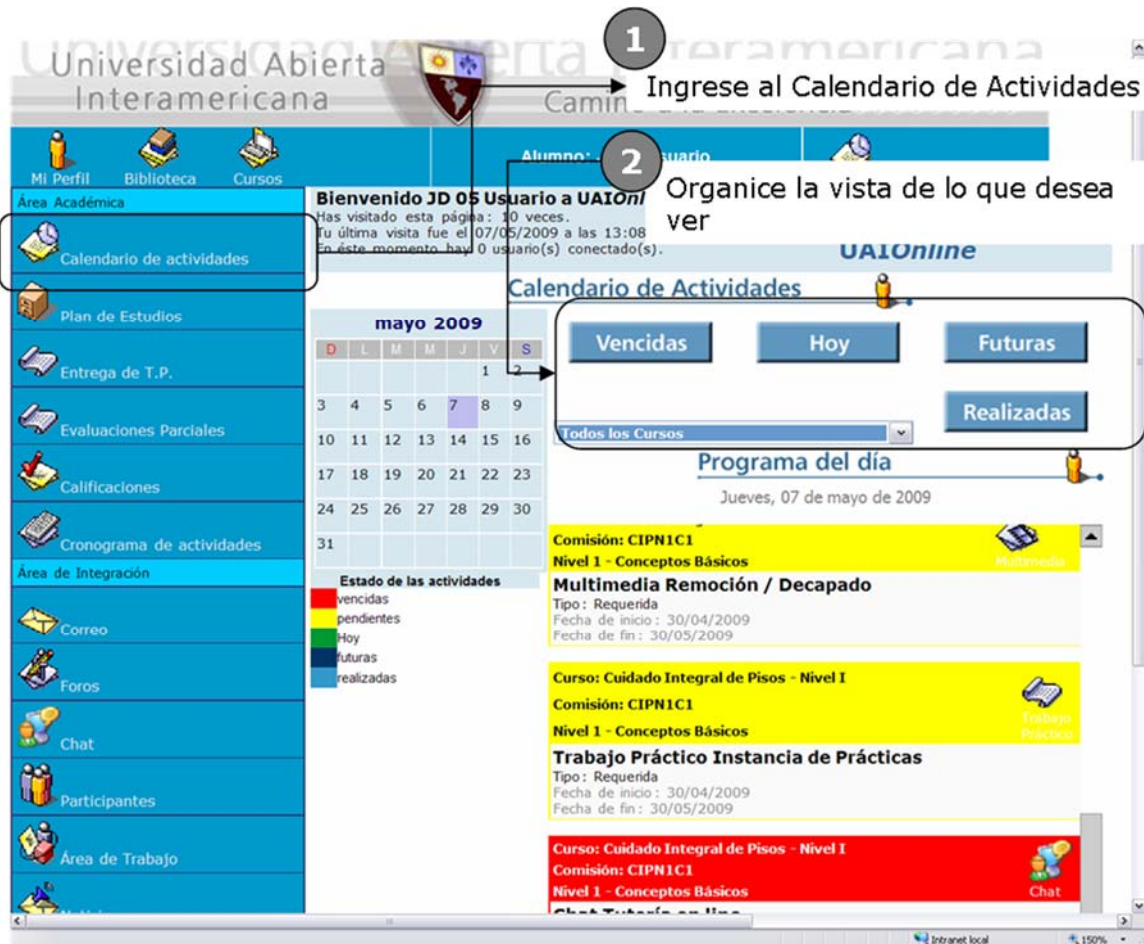 Universidad Abierta Interamericana
Universidad Abierta
Interamericana
1
Ingrese al Calendario de Actividades
2
Organice la vista de lo que desea
ver
Mi Perfil
Biblioteca
Cursos
Área Académica
Calendario de actividades
Plan de Estudios
Entrega de T.P.
Evaluaciones Parciales
Calificaciones
Cronograma de actividades
Área de Integración
Correo
Foros
Chat
Participantes
Área de Trabajo
Bienvenido JD 05 Usuario a UAIOnl
Has visitado esta página: 10 veces.
Tu última visita fue el 07/05/2009 a las 13:08
En éste momento hay 0 usuario(s) conectado(s).
UAIOnline
Calendario de Actividades
mayo 2009
D L M M J V S
1 2
3 4 5 6 7 8 9
10 11 12 13 14 15 16
17 18 19 20 21 22 23
24 25 26 27 28 29 30
31
Estado de las actividades
vencidas
pendientes
Hoy
futuras
realizadas
Vencidas
Hoy
Futuras
Realizadas
Todos los Cursos
Programa del día
Jueves, 07 de mayo de 2009
Comisión: CIPN1C1
Nivel 1 - Conceptos Básicos
Multimedia
Multimedia Remoción / Decapado
Tipo: Requerida
Fecha de inicio: 30/04/2009
Fecha de fin: 30/05/2009
Curso: Cuidado Integral de Pisos - Nivel I
Comisión: CIPN1C1
Nivel 1 - Conceptos Básicos
Trabajo
Práctico
Trabajo Práctico Instancia de Prácticas
Tipo: Requerida
Fecha de inicio: 30/04/2009
Fecha de fin: 30/05/2009
Curso: Cuidado Integral de Pisos - Nivel I
Comisión: CIPN1C1
Nivel 1 - Conceptos Básicos
Chat
Chat Tutoría on line
Intranet local
150%